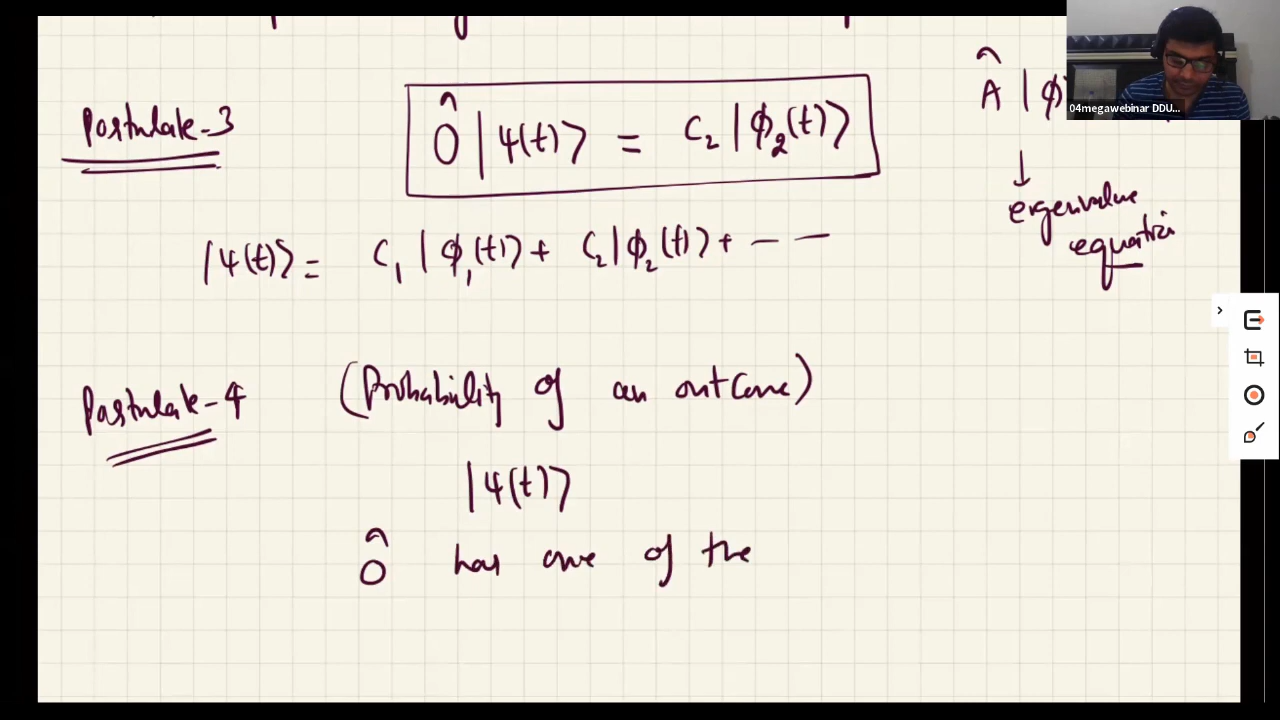 Postulate-3
Ô |ψ(t)⟩ = c₂ |ϕ₂(t)⟩
Â |ϕ
04megawebinar DDU...
↓
eigenvalue
equation
|ψ(t)⟩ = c₁ |ϕ₁(t)⟩ + c₂ |ϕ₂(t)⟩ + — —
Postulate-4 (Probability of an outcome)
|ψ(t)⟩
Ô has one of the